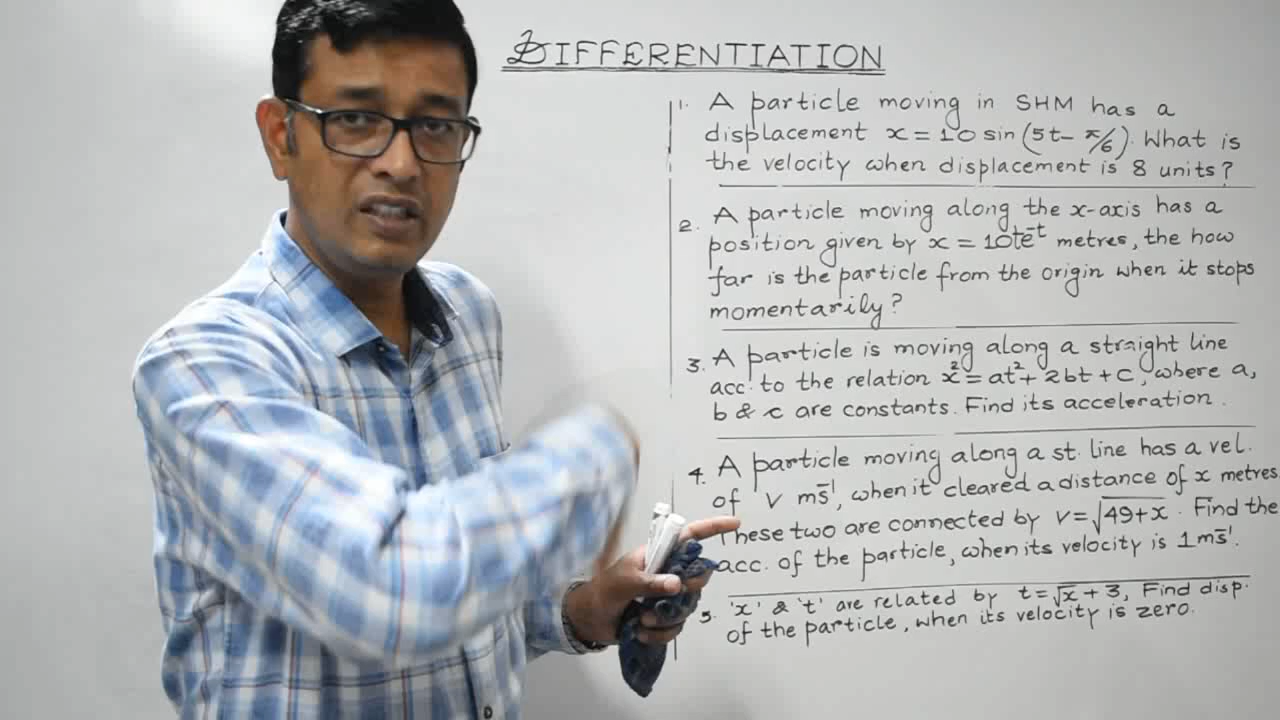 DIFFERENTIATION
1. A particle moving in SHM has a
displacement x = 10 sin (5t - π/6). What is
the velocity when displacement is 8 units?
2. A particle moving along the x-axis has a
position given by x = 10te⁻ᵗ metres, the how
far is the particle from the origin when it stops
momentarily?
3. A particle is moving along a straight line
acc. to the relation x² = at² + 2bt + c, where a,
b & c are constants. Find its acceleration.
4. A particle moving along a st. line has a vel.
of 'v ms⁻¹, when it cleared a distance of x metres
These two are connected by v = √49+x. Find the
acc. of the particle, when its velocity is 1 ms⁻¹.
5. 'x' & 't' are related by t = √x + 3, Find disp.
of the particle, when its velocity is zero.